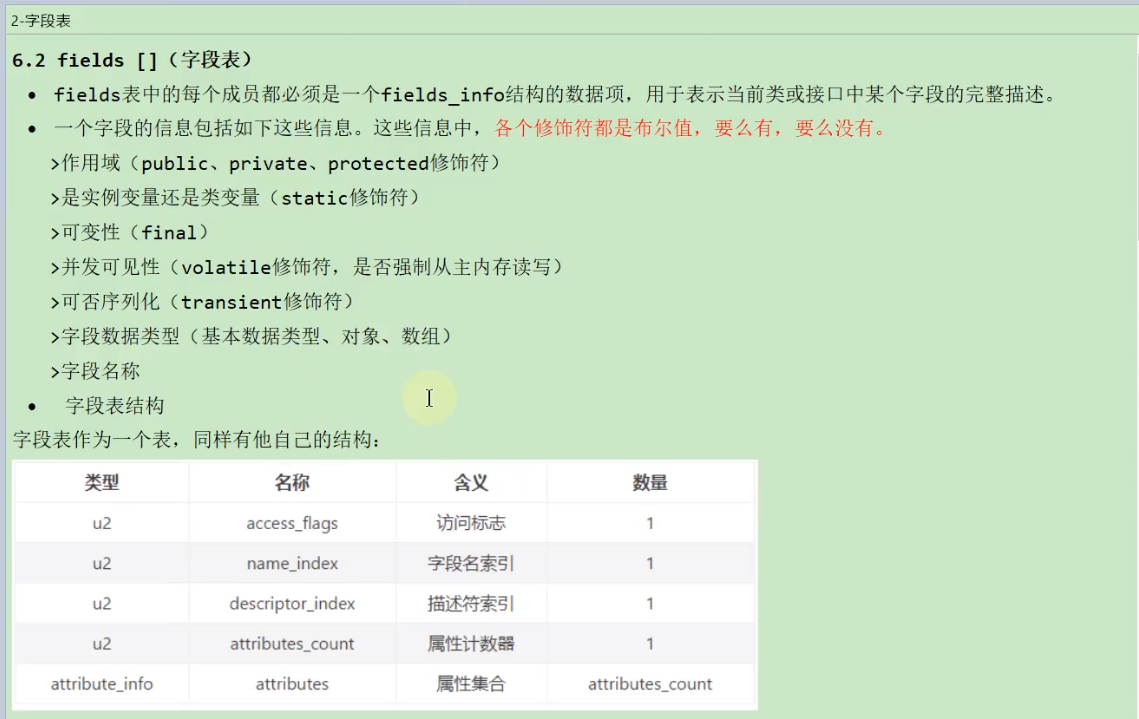 2-字段表
6.2 fields []（字段表）
• fields表中的每个成员都必须是一个fields_info结构的数据项，用于表示当前类或接口中某个字段的完整描述。
• 一个字段的信息包括如下这些信息。这些信息中，各个修饰符都是布尔值，要么有，要么没有。
>作用域（public、private、protected修饰符）
>是实例变量还是类变量（static修饰符）
>可变性（final）
>并发可见性（volatile修饰符，是否强制从主内存读写）
>可否序列化（transient修饰符）
>字段数据类型（基本数据类型、对象、数组）
>字段名称
• 字段表结构
字段表作为一个表，同样有他自己的结构：
类型 名称 含义 数量
u2 access_flags 访问标志 1
u2 name_index 字段名索引 1
u2 descriptor_index 描述符索引 1
u2 attributes_count 属性计数器 1
attribute_info attributes 属性集合 attributes_count